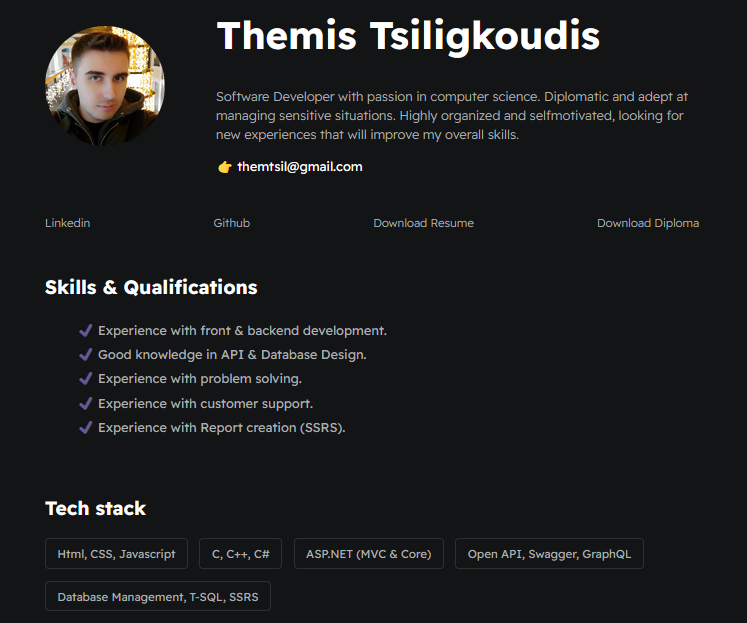 Themis Tsiligkoudis
Software Developer with passion in computer science. Diplomatic and adept at
managing sensitive situations. Highly organized and selfmotivated, looking for
new experiences that will improve my overall skills.
👉 themtsil@gmail.com
Linkedin Github Download Resume Download Diploma
Skills & Qualifications
✔ Experience with front & backend development.
✔ Good knowledge in API & Database Design.
✔ Experience with problem solving.
✔ Experience with customer support.
✔ Experience with Report creation (SSRS).
Tech stack
Html, CSS, Javascript C, C++, C# ASP.NET (MVC & Core) Open API, Swagger, GraphQL
Database Management, T-SQL, SSRS